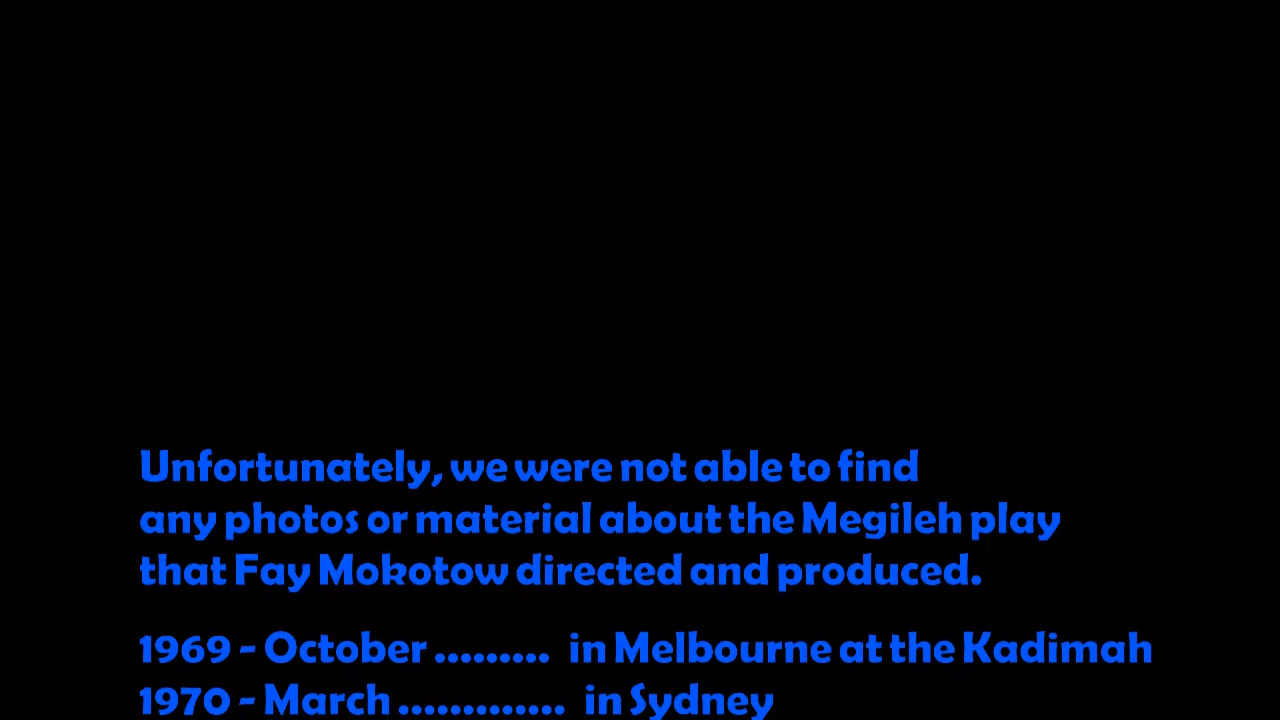 Unfortunately, we were not able to find
any photos or material about the Megileh play
that Fay Mokotow directed and produced.
1969 - October ......... in Melbourne at the Kadimah
1970 - March ............. in Sydney